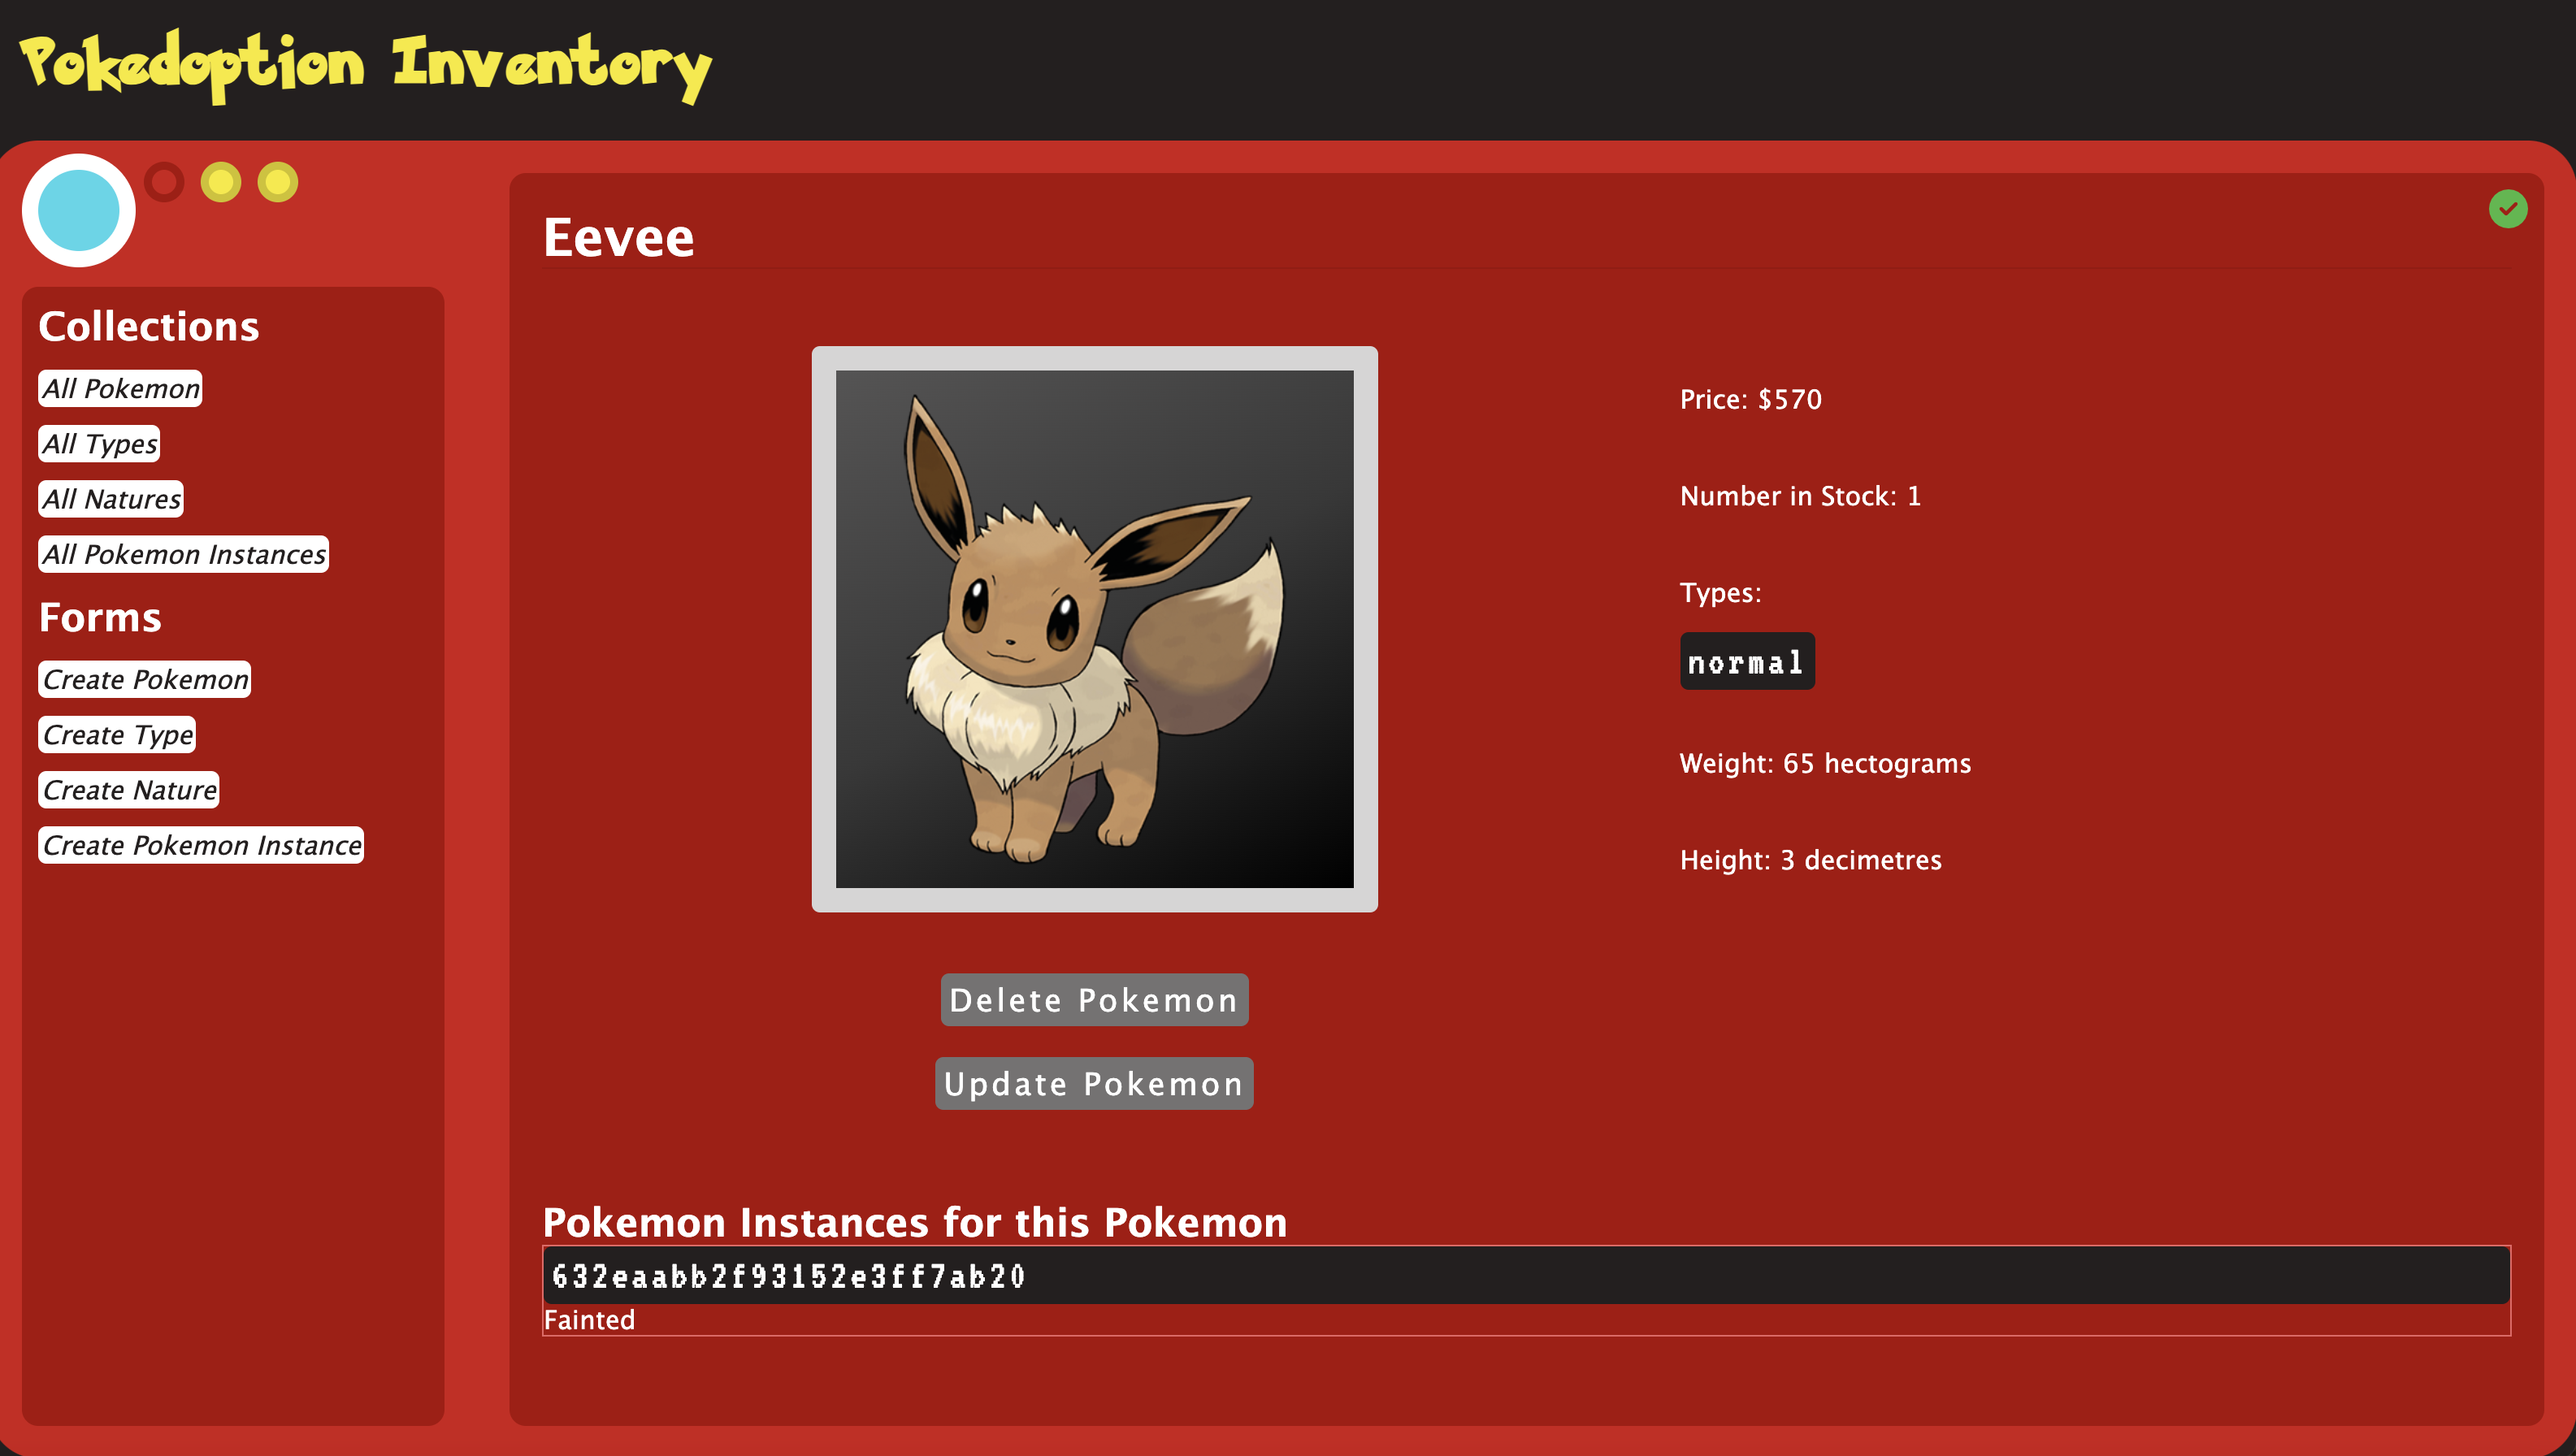 Pokedoption Inventory
Collections
All Pokemon
All Types
All Natures
All Pokemon Instances
Forms
Create Pokemon
Create Type
Create Nature
Create Pokemon Instance
Eevee
Price: $570
Number in Stock: 1
Types:
normal
Weight: 65 hectograms
Height: 3 decimetres
Delete Pokemon
Update Pokemon
Pokemon Instances for this Pokemon
632eaabb2f93152e3ff7ab20
Fainted